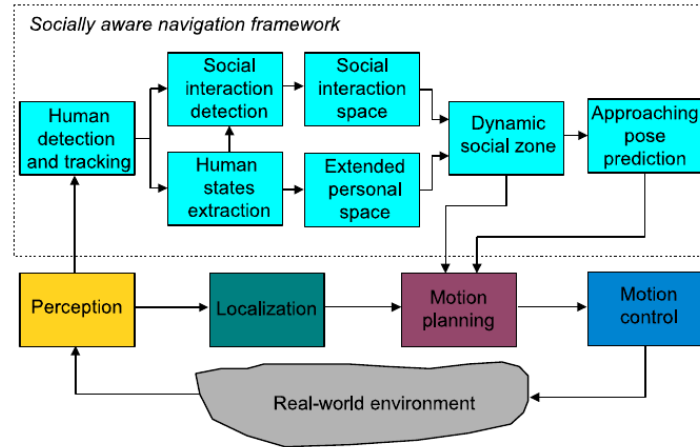 Socially aware navigation framework
Human
detection
and tracking
Social
interaction
detection
Social
interaction
space
Human
states
extraction
Extended
personal
space
Dynamic
social zone
Approaching
pose
prediction
Perception
Localization
Motion
planning
Motion
control
Real-world environment